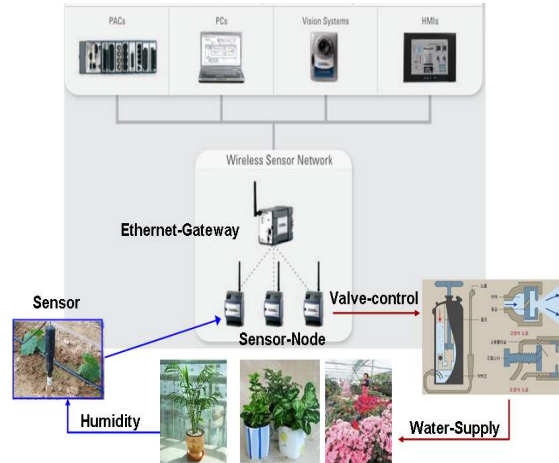 PACs
PCs
Vision Systems
HMIs
Wireless Sensor Network
Ethernet-Gateway
Sensor
Valve-control
Sensor-Node
Humidity
Water-Supply